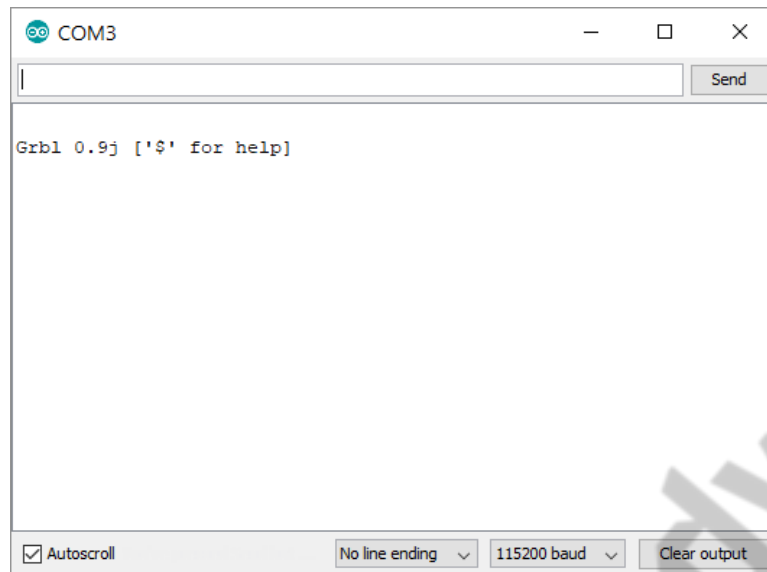 COM3
Send
Grbl 0.9j ['$' for help]
Autoscroll
No line ending
115200 baud
Clear output